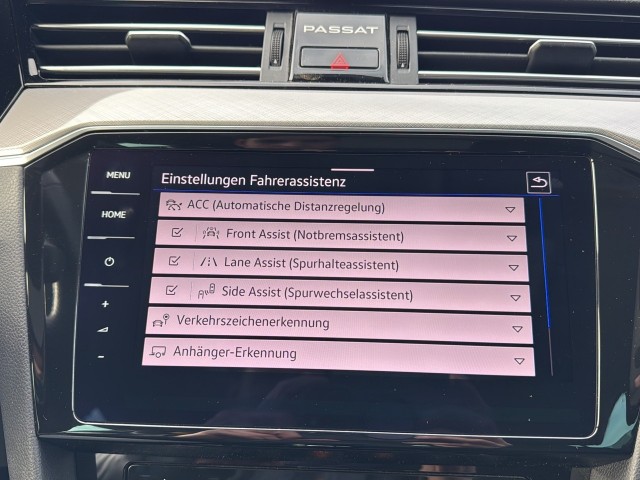 PASSAT
MENU
Einstellungen Fahrerassistenz
ACC (Automatische Distanzregelung)
HOME
Front Assist (Notbremsassistent)
Lane Assist (Spurhalteassistent)
Side Assist (Spurwechselassistent)
+
Verkehrszeichenerkennung
-
Anhänger-Erkennung